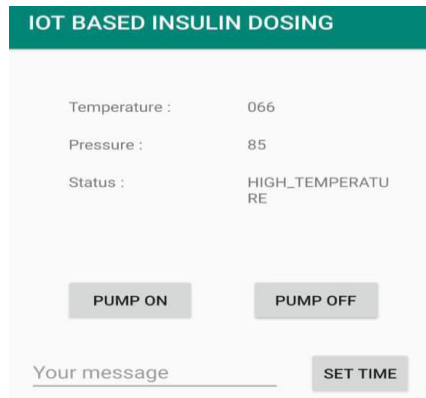 IOT BASED INSULIN DOSING
Temperature : 066
Pressure : 85
Status : HIGH_TEMPERATU
RE
PUMP ON PUMP OFF
Your message SET TIME